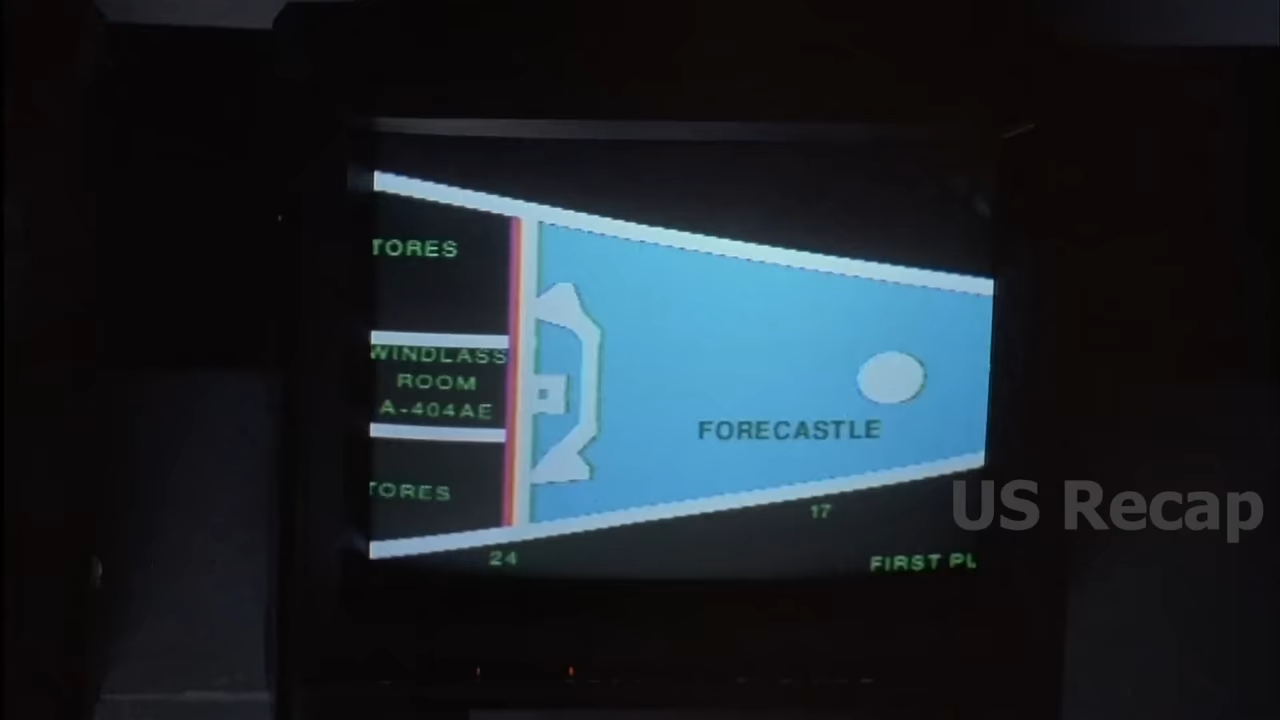 TORES
WINDLASS
ROOM
A-404AE
FORECASTLE
TORES
17
24
FIRST PL
US Recap